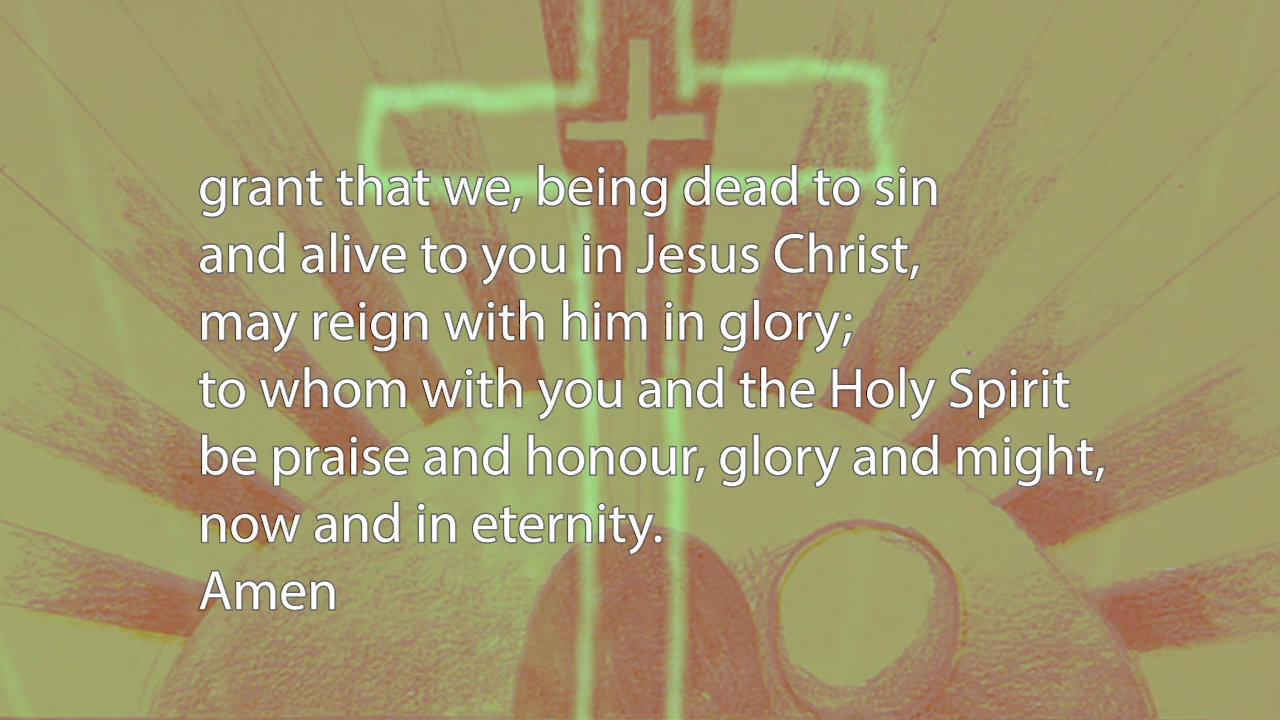 grant that we, being dead to sin
and alive to you in Jesus Christ,
may reign with him in glory;
to whom with you and the Holy Spirit
be praise and honour, glory and might,
now and in eternity.
Amen